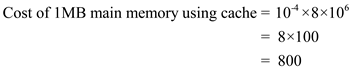 Cost of 1MB main memory using cache = 10⁻⁴×8×10⁶
= 8×100
= 800